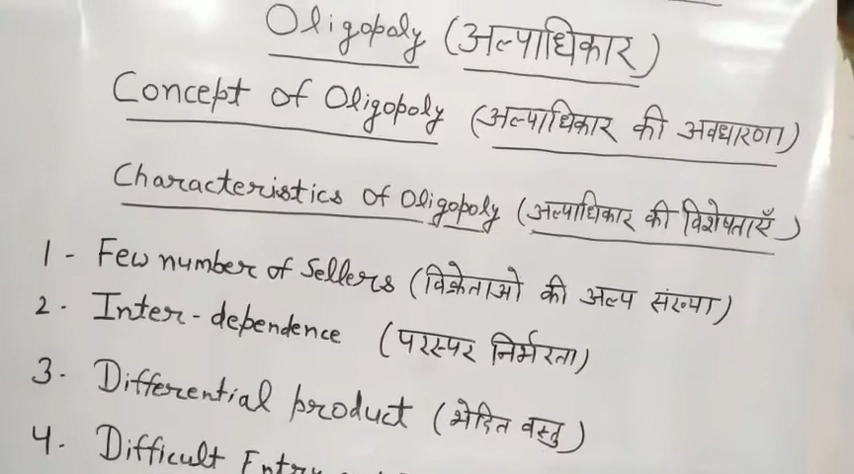 Oligopoly (अल्पाधिकार)
Concept of Oligopoly (अल्पाधिकार की अवधारणा)
Characteristics of Oligopoly (अल्पाधिकार की विशेषताएँ)
1 - Few number of Sellers (विक्रेताओ की अल्प संख्या)
2. Inter-dependence (परस्पर निर्भरता)
3. Differential product (भेदित वस्तु)
4. Difficult Entry